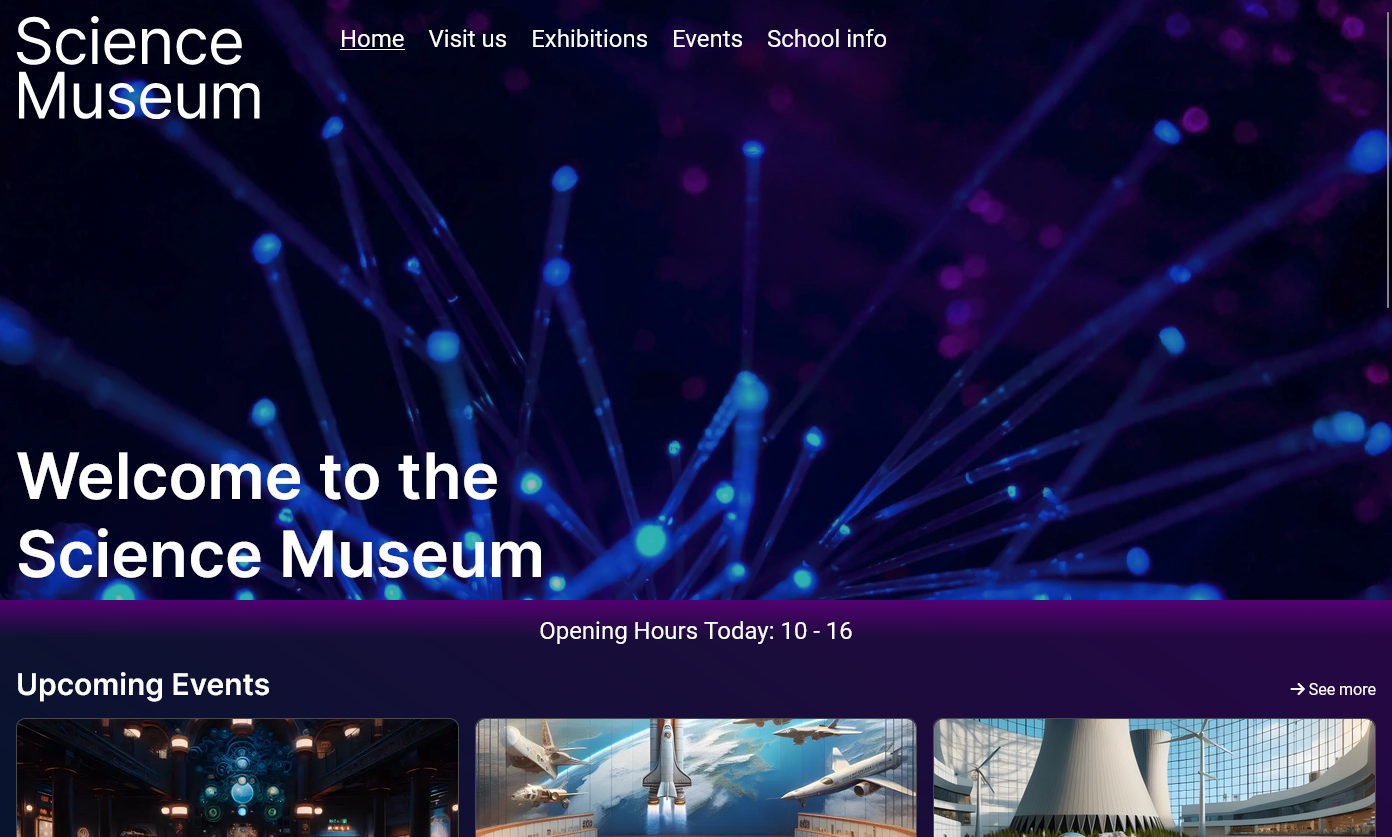 Science
Museum
Home Visit us Exhibitions Events School info
Welcome to the
Science Museum
Opening Hours Today: 10 - 16
Upcoming Events
See more